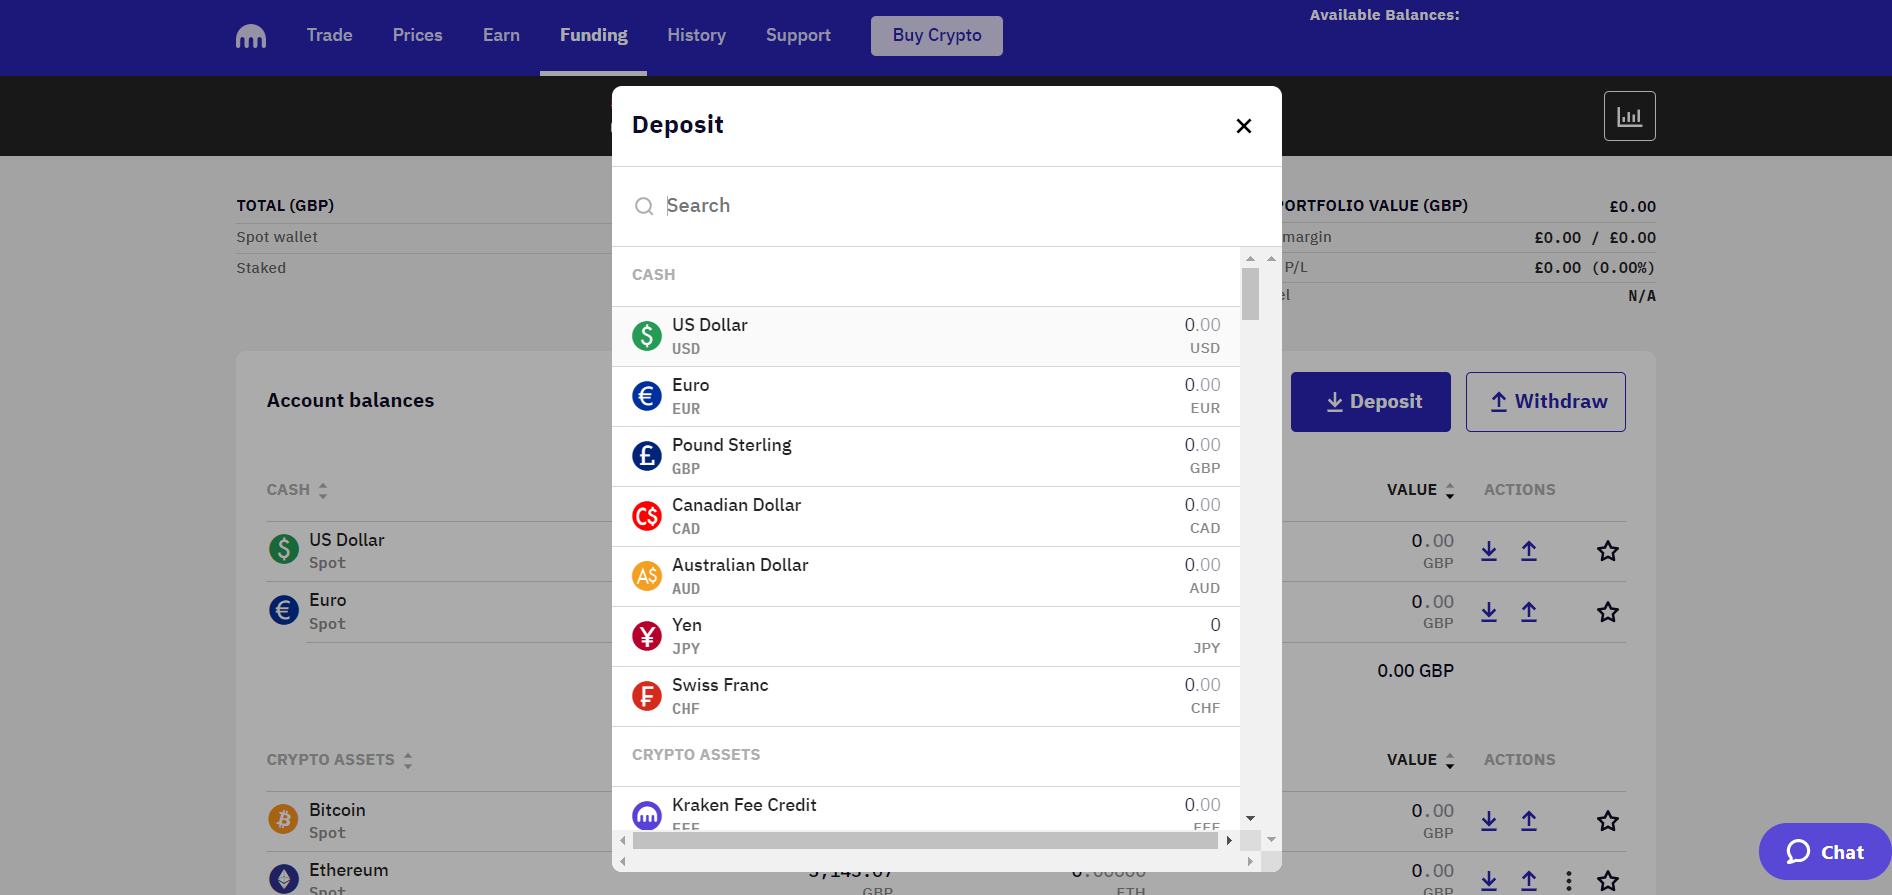 Trade Prices Earn Funding History Support Buy Crypto
Available Balances:
Deposit
Search
CASH
US Dollar 0.00
USD USD
Euro 0.00
EUR EUR
Pound Sterling 0.00
GBP GBP
Canadian Dollar 0.00
CAD CAD
Australian Dollar 0.00
AUD AUD
Yen 0
JPY JPY
Swiss Franc 0.00
CHF CHF
CRYPTO ASSETS
Kraken Fee Credit 0.00
FEE FEE
TOTAL (GBP)
Spot wallet
Staked
PORTFOLIO VALUE (GBP) £0.00
margin £0.00 / £0.00
P/L £0.00 (0.00%)
N/A
Account balances
Deposit Withdraw
CASH VALUE ACTIONS
US Dollar 0.00
Spot GBP
Euro 0.00
Spot GBP
0.00 GBP
CRYPTO ASSETS VALUE ACTIONS
Bitcoin 0.00
Spot GBP
Ethereum 0.00
Spot GBP ETH GBP
Chat